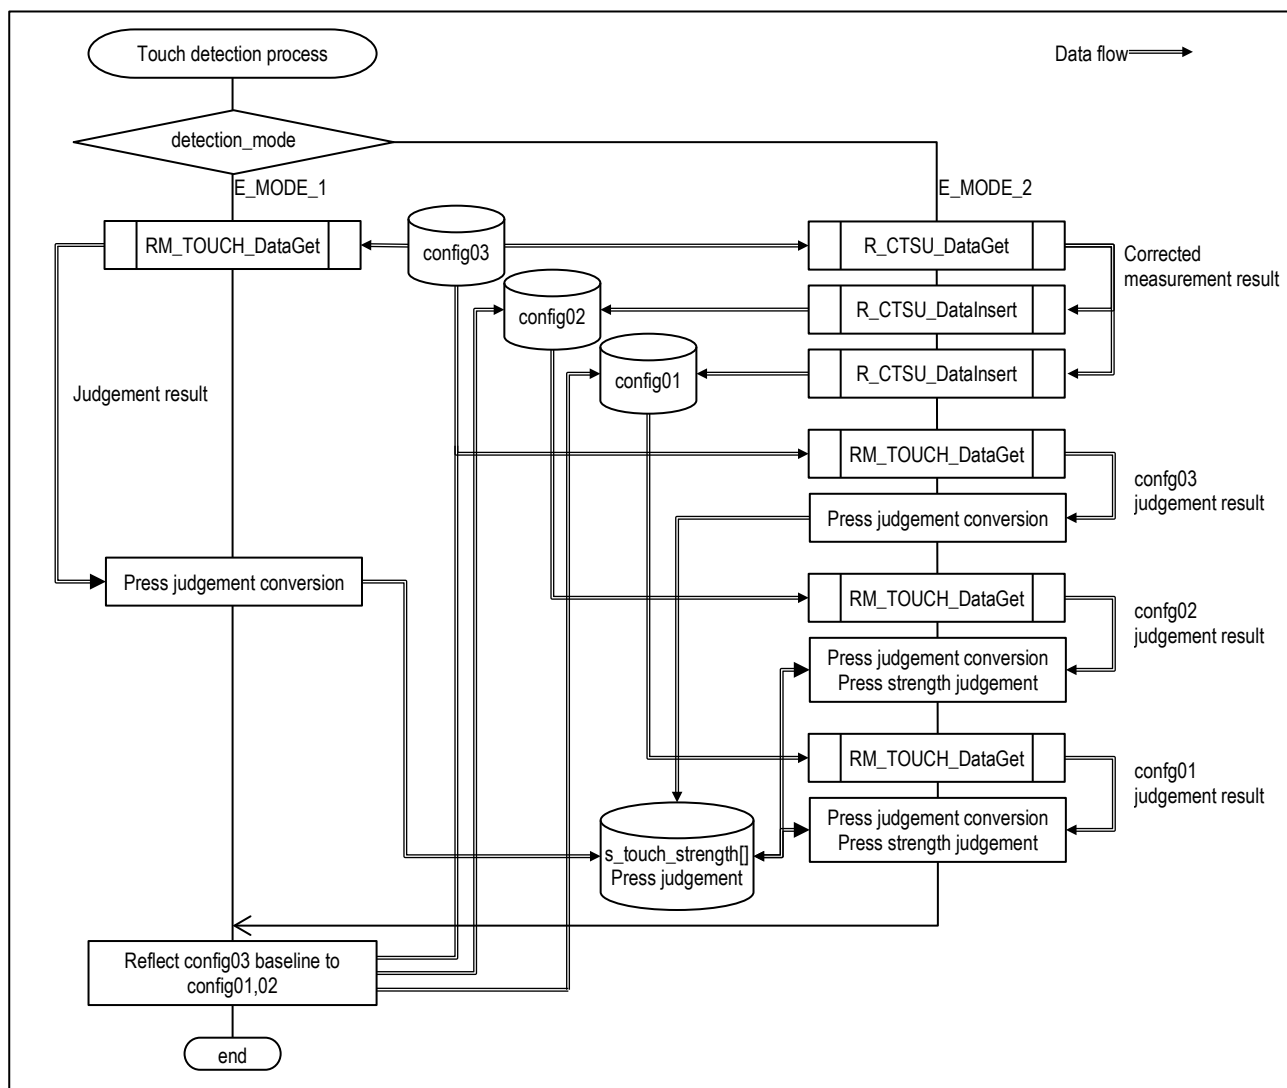 Touch detection process
Data flow
detection_mode
E_MODE_1
E_MODE_2
RM_TOUCH_DataGet
config03
R_CTSU_DataGet
Corrected
measurement result
config02
R_CTSU_DataInsert
config01
R_CTSU_DataInsert
Judgement result
RM_TOUCH_DataGet
confg03
judgement result
Press judgement conversion
Press judgement conversion
RM_TOUCH_DataGet
confg02
judgement result
Press judgement conversion
Press strength judgement
RM_TOUCH_DataGet
confg01
judgement result
Press judgement conversion
Press strength judgement
s_touch_strength[]
Press judgement
Reflect config03 baseline to
config01,02
end